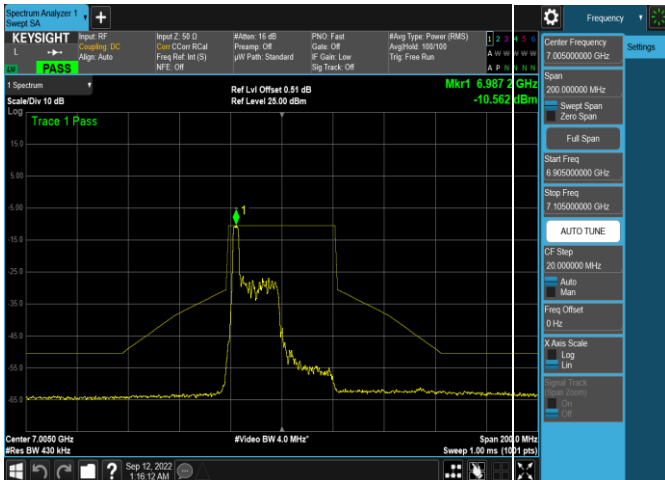 Spectrum Analyzer 1
Swept SA
+
Frequency
KEYSIGHT
L
LV
PASS
Input: RF
Coupling: DC
Align: Auto
Input Z: 50 Ω
Corr CCorr RCal
Freq Ref: Int (S)
NFE: Off
#Atten: 16 dB
Preamp: Off
µW Path: Standard
PNO: Fast
Gate: Off
IF Gain: Low
Sig Track: Off
#Avg Type: Power (RMS)
Avg|Hold: 100/100
Trig: Free Run
1 2 3 4 5 6
A W W W W W
A P N N N N
1 Spectrum
Scale/Div 10 dB
Ref Lvl Offset 0.51 dB
Ref Level 25.00 dBm
Mkr1 6.987 2 GHz
-10.562 dBm
Log
Trace 1 Pass
15.0
5.00
-5.00
-15.0
-25.0
-35.0
-45.0
-55.0
-65.0
1
Center 7.0050 GHz
#Res BW 430 kHz
#Video BW 4.0 MHz*
Span 200.0 MHz
Sweep 1.00 ms (1001 pts)
Sep 12, 2022
1:16:12 AM
Center Frequency
7.005000000 GHz
Span
200.000000 MHz
Swept Span
Zero Span
Full Span
Start Freq
6.905000000 GHz
Stop Freq
7.105000000 GHz
AUTO TUNE
CF Step
20.000000 MHz
Auto
Man
Freq Offset
0 Hz
X Axis Scale
Log
Lin
Signal Track
(Span Zoom)
On
Off
Settings